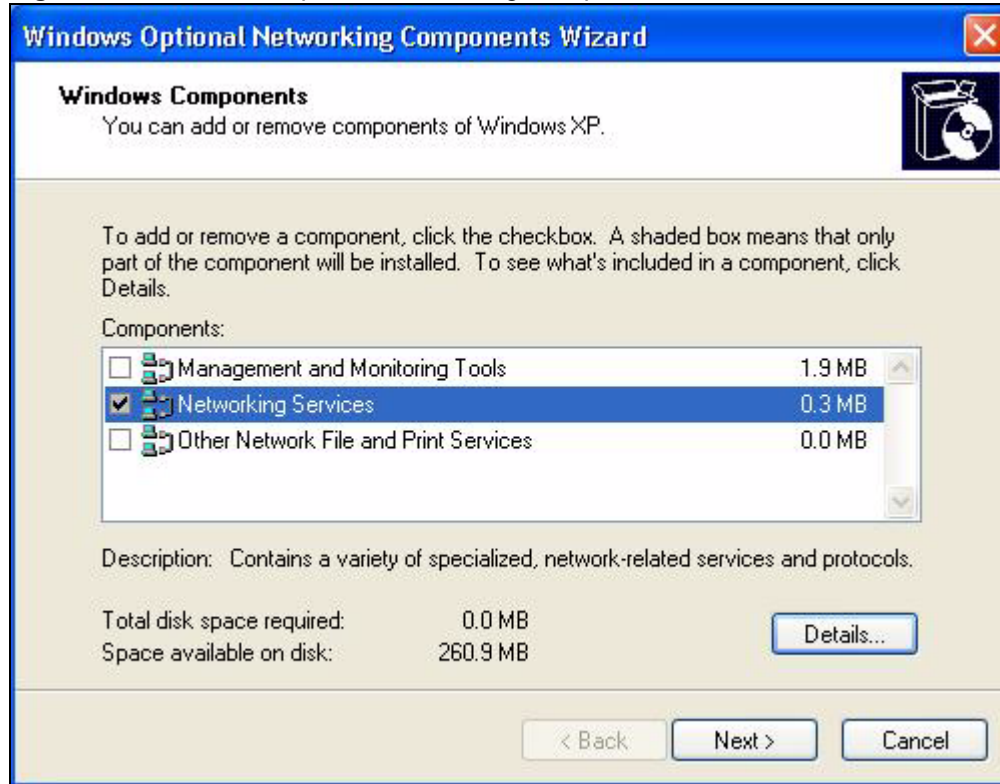 Windows Optional Networking Components Wizard
Windows Components
You can add or remove components of Windows XP.
To add or remove a component, click the checkbox. A shaded box means that only
part of the component will be installed. To see what's included in a component, click
Details.
Components:
Management and Monitoring Tools 1.9 MB
Networking Services 0.3 MB
Other Network File and Print Services 0.0 MB
Description: Contains a variety of specialized, network-related services and protocols.
Total disk space required: 0.0 MB
Space available on disk: 260.9 MB
Details...
< Back Next > Cancel